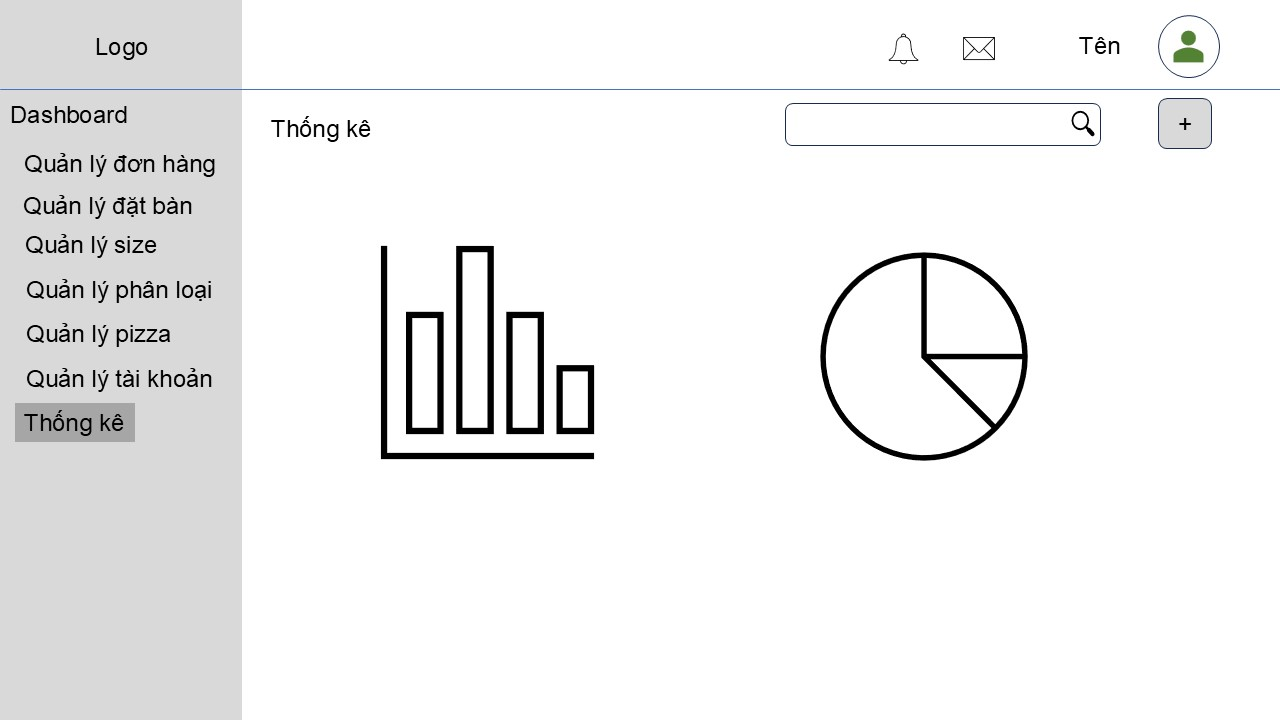 Logo
Tên
Dashboard
Quản lý đơn hàng
Quản lý đặt bàn
Quản lý size
Quản lý phân loại
Quản lý pizza
Quản lý tài khoản
Thống kê
Thống kê
+